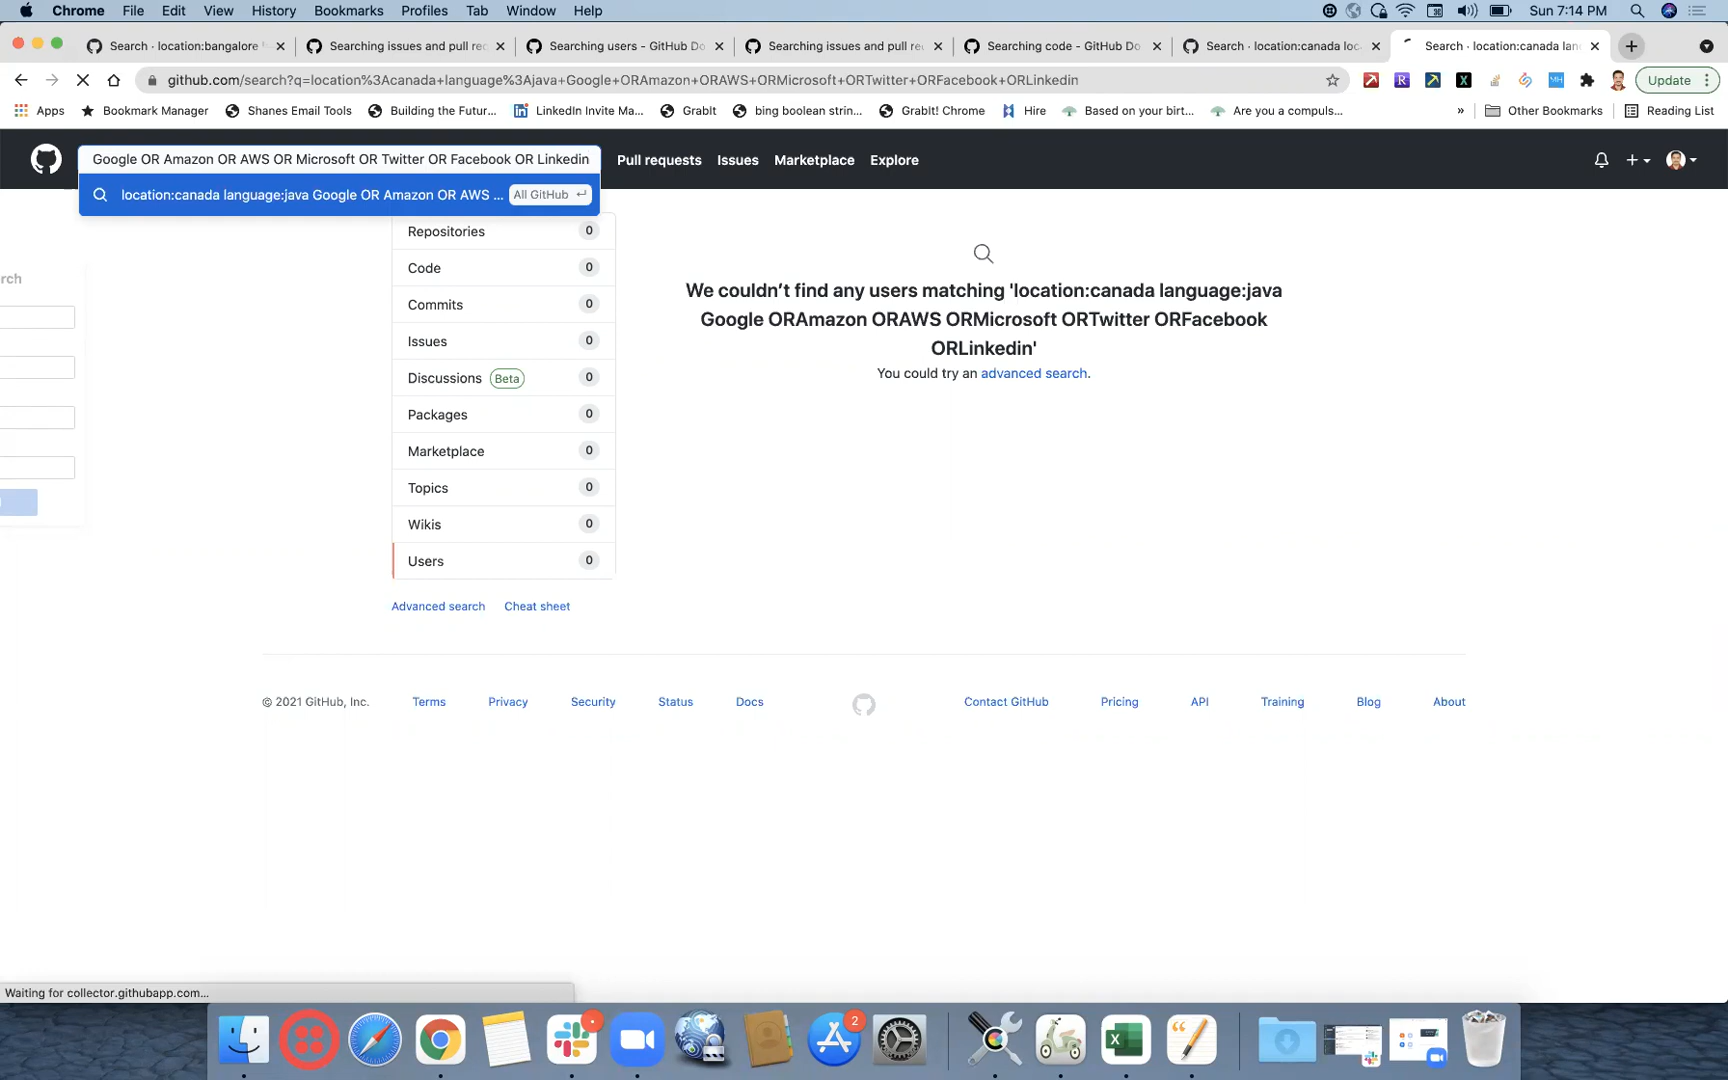 Chrome File Edit View History Bookmarks Profiles Tab Window Help Sun 7:14 PM
Search · location:bangalore Searching issues and pull re Searching users - GitHub Do Searching issues and pull re Searching code - GitHub Do Search · location:canada loc Search · location:canada lan
github.com/search?q=location%3Acanada+language%3Ajava+Google+ORAmazon+ORAWS+ORMicrosoft+ORTwitter+ORFacebook+ORLinkedin Update
Apps Bookmark Manager Shanes Email Tools Building the Futur... LinkedIn Invite Ma... GrabIt bing boolean strin... GrabIt! Chrome Hire Based on your birt... Are you a compuls... » Other Bookmarks Reading List
Google OR Amazon OR AWS OR Microsoft OR Twitter OR Facebook OR Linkedin Pull requests Issues Marketplace Explore
location:canada language:java Google OR Amazon OR AWS ... All GitHub
Repositories 0
Code 0
Commits 0
Issues 0
Discussions Beta 0
Packages 0
Marketplace 0
Topics 0
Wikis 0
Users 0
Advanced search Cheat sheet
rch
We couldn’t find any users matching 'location:canada language:java
Google ORAmazon ORAWS ORMicrosoft ORTwitter ORFacebook
ORLinkedin'
You could try an advanced search.
© 2021 GitHub, Inc. Terms Privacy Security Status Docs Contact GitHub Pricing API Training Blog About
Waiting for collector.githubapp.com...
2